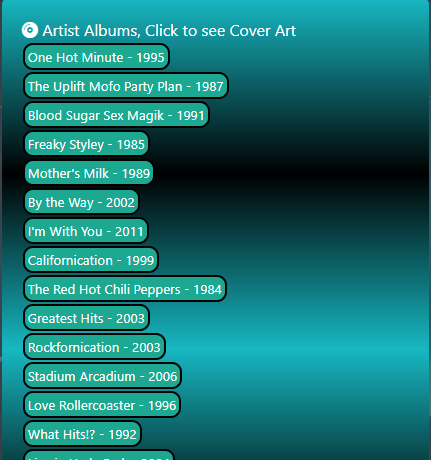 Artist Albums, Click to see Cover Art
One Hot Minute - 1995
The Uplift Mofo Party Plan - 1987
Blood Sugar Sex Magik - 1991
Freaky Styley - 1985
Mother's Milk - 1989
By the Way - 2002
I'm With You - 2011
Californication - 1999
The Red Hot Chili Peppers - 1984
Greatest Hits - 2003
Rockfornication - 2003
Stadium Arcadium - 2006
Love Rollercoaster - 1996
What Hits!? - 1992